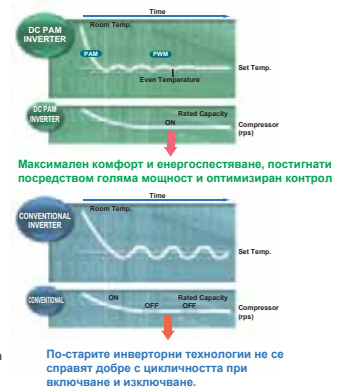 Time
DC PAM
INVERTER
Room Temp.
PAM
PWM
Set Temp.
Even Temperature
DC PAM
INVERTER
Rated Capacity
ON
Compressor
(rps)
Максимален комфорт и енергоспестяване, постигнати
посредством голяма мощност и оптимизиран контрол
Time
Room Temp.
CONVENTIONAL
INVERTER
Set Temp.
CONVENTIONAL
ON
Rated Capacity
OFF
OFF
Compressor
(rps)
По-старите инверторни технологии не се
справят добре с цикличността при
включване и изключване.